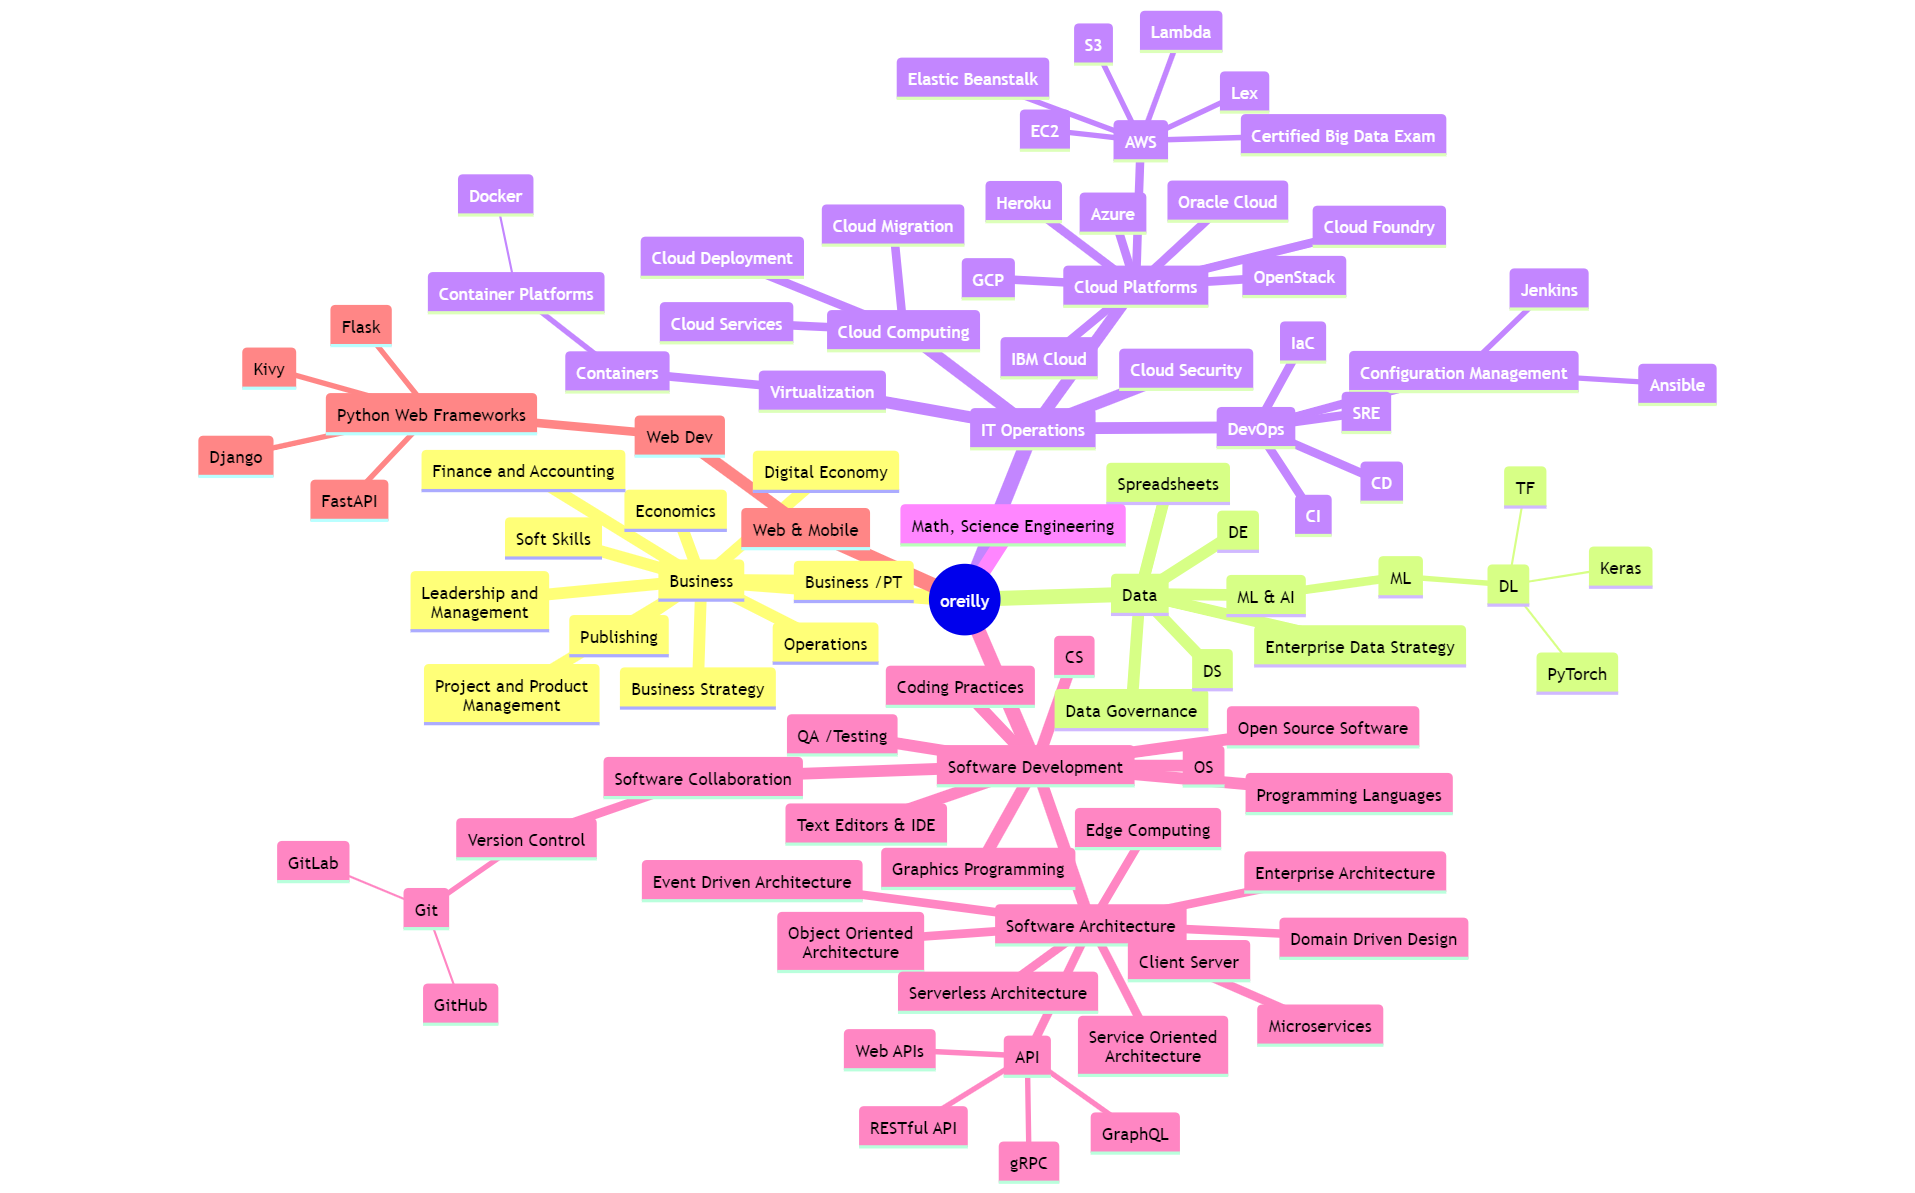 Lambda
S3
Elastic Beanstalk
Lex
EC2
AWS
Certified Big Data Exam
Docker
Heroku
Azure
Oracle Cloud
Cloud Migration
Cloud Foundry
Cloud Deployment
GCP
Cloud Platforms
OpenStack
Container Platforms
Jenkins
Flask
Cloud Services
Cloud Computing
IaC
Kivy
IBM Cloud
Cloud Security
Containers
Configuration Management
Ansible
Virtualization
Python Web Frameworks
SRE
Web Dev
IT Operations
DevOps
Django
Finance and Accounting
Digital Economy
Spreadsheets
CD
TF
FastAPI
Economics
CI
Web & Mobile
Math, Science Engineering
DE
Soft Skills
Keras
Business
Business /PT
ML
DL
Leadership and
Management
oreilly
Data
ML & AI
Publishing
Operations
Enterprise Data Strategy
CS
DS
PyTorch
Project and Product
Management
Business Strategy
Coding Practices
Data Governance
Open Source Software
QA /Testing
Software Development
OS
Software Collaboration
Programming Languages
Text Editors & IDE
Edge Computing
Version Control
GitLab
Graphics Programming
Enterprise Architecture
Event Driven Architecture
Git
Software Architecture
Object Oriented
Architecture
Domain Driven Design
Client Server
Serverless Architecture
GitHub
Microservices
Service Oriented
Architecture
Web APIs
API
RESTful API
GraphQL
gRPC